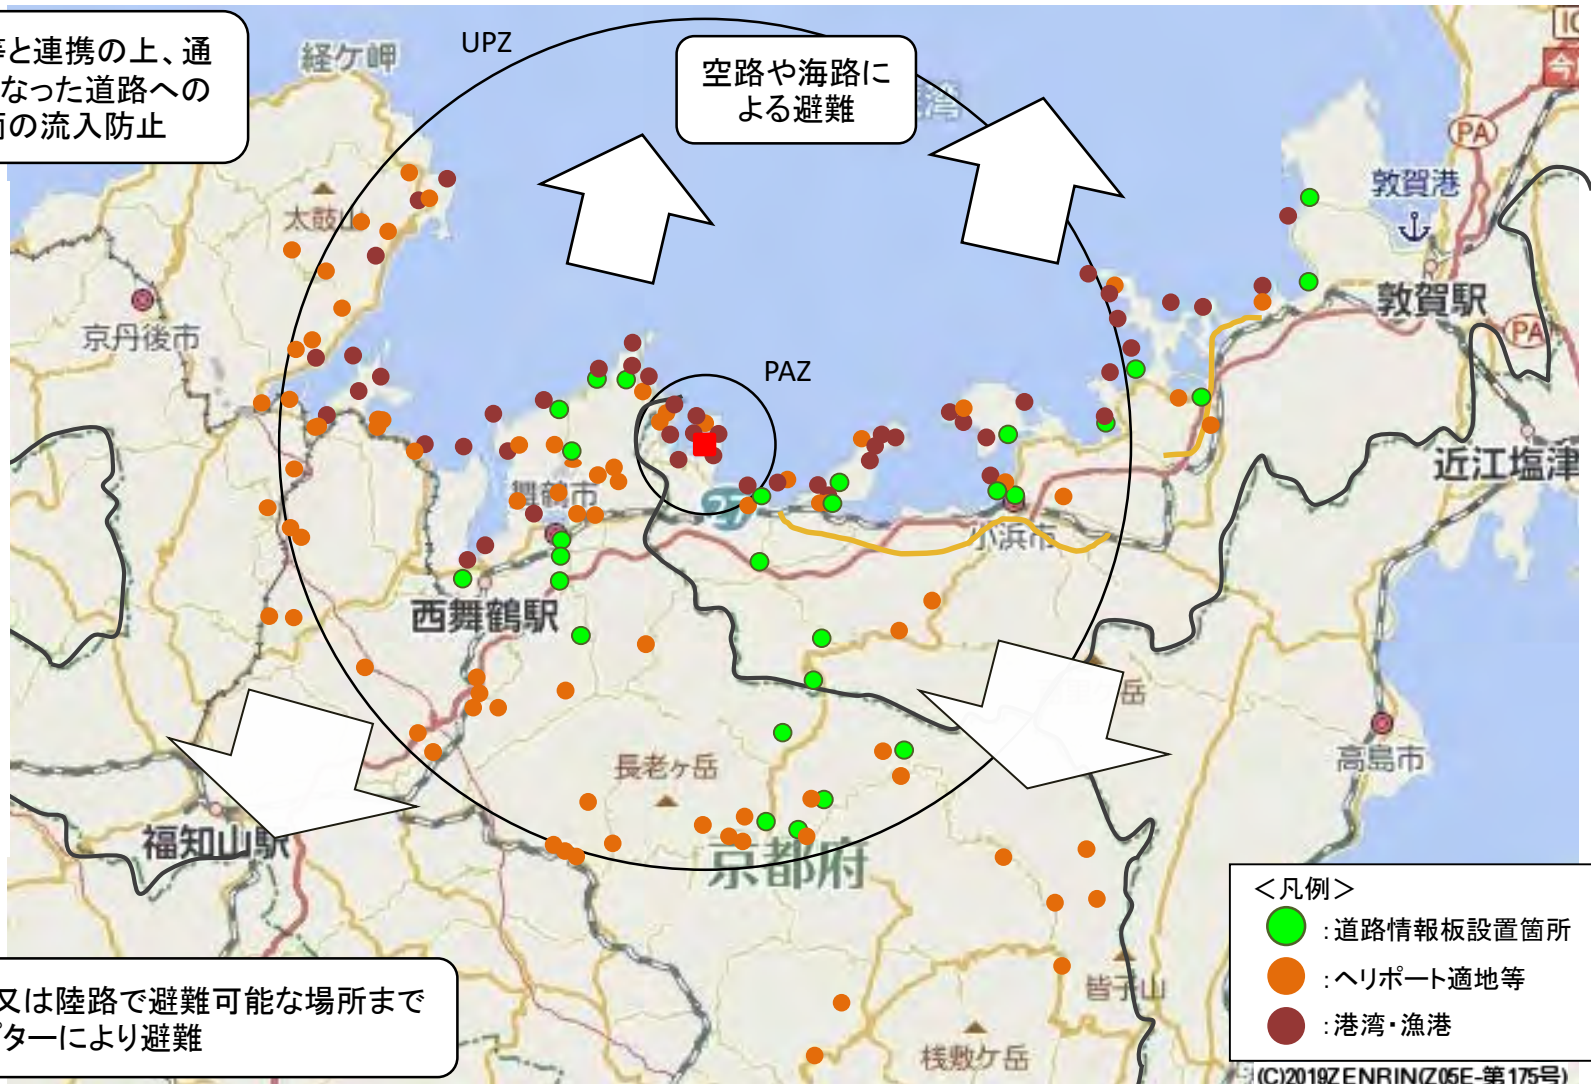 等と連携の上、通
なった道路への
両の流入防止
経ケ岬
UPZ
空路や海路に
よる避難
湾
PA
敦賀港
太鼓山
敦賀駅
京丹後市
PA
PAZ
近江塩津
舞鶴市
小浜市
西舞鶴駅
岳
高島市
長老ヶ岳
福知山駅
京都府
<凡例>
:道路情報板設置箇所
:ヘリポート適地等
:港湾・漁港
皆子山
又は陸路で避難可能な場所まで
プターにより避難
桟敷ケ岳
(C)2019ZENRIN(Z05E-第175号)